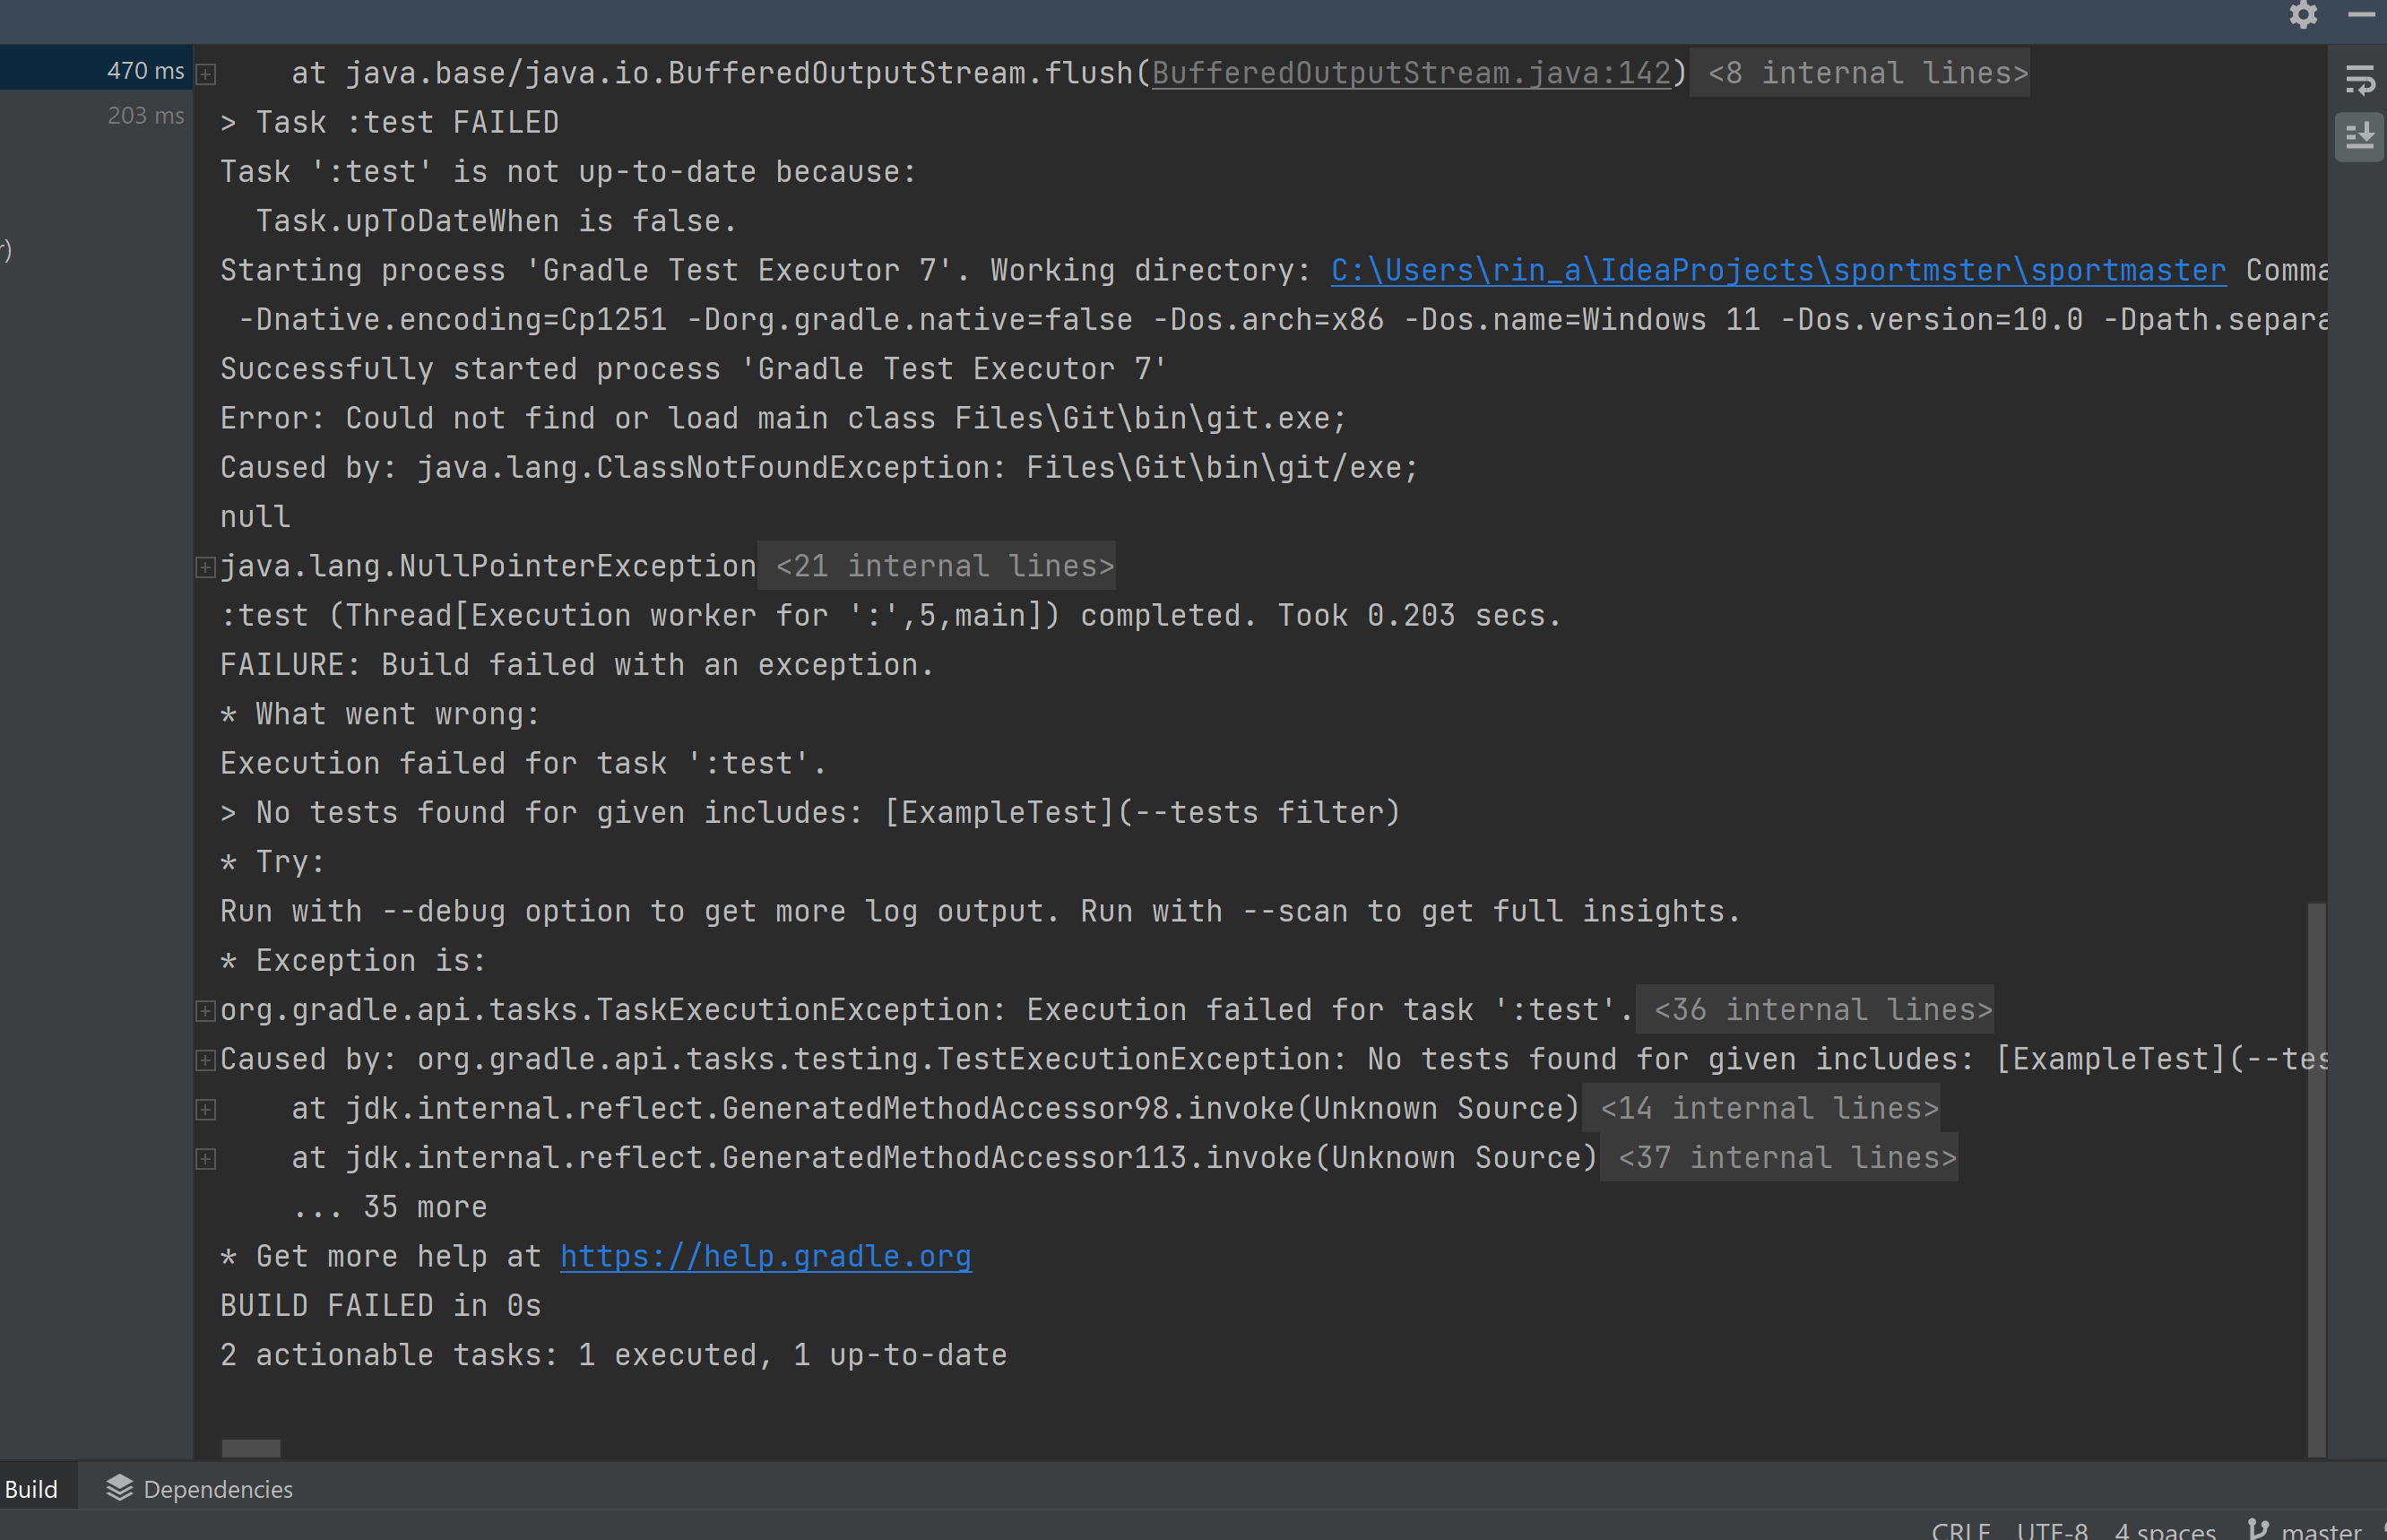 470 ms
at java.base/java.io.BufferedOutputStream.flush(BufferedOutputStream.java:142) <8 internal lines>
203 ms
> Task :test FAILED
Task ':test' is not up-to-date because:
Task.upToDateWhen is false.
r)
Starting process 'Gradle Test Executor 7'. Working directory: C:\Users\rin_a\IdeaProjects\sportmster\sportmaster Comma
-Dnative.encoding=Cp1251 -Dorg.gradle.native=false -Dos.arch=x86 -Dos.name=Windows 11 -Dos.version=10.0 -Dpath.separa
Successfully started process 'Gradle Test Executor 7'
Error: Could not find or load main class Files\Git\bin\git.exe;
Caused by: java.lang.ClassNotFoundException: Files\Git\bin\git/exe;
null
java.lang.NullPointerException <21 internal lines>
:test (Thread[Execution worker for ':',5,main]) completed. Took 0.203 secs.
FAILURE: Build failed with an exception.
* What went wrong:
Execution failed for task ':test'.
> No tests found for given includes: [ExampleTest](--tests filter)
* Try:
Run with --debug option to get more log output. Run with --scan to get full insights.
* Exception is:
org.gradle.api.tasks.TaskExecutionException: Execution failed for task ':test'. <36 internal lines>
Caused by: org.gradle.api.tasks.testing.TestExecutionException: No tests found for given includes: [ExampleTest](--tes
at jdk.internal.reflect.GeneratedMethodAccessor98.invoke(Unknown Source) <14 internal lines>
at jdk.internal.reflect.GeneratedMethodAccessor113.invoke(Unknown Source) <37 internal lines>
... 35 more
* Get more help at https://help.gradle.org
BUILD FAILED in 0s
2 actionable tasks: 1 executed, 1 up-to-date
Build Dependencies
CRLF UTF-8 4 spaces master